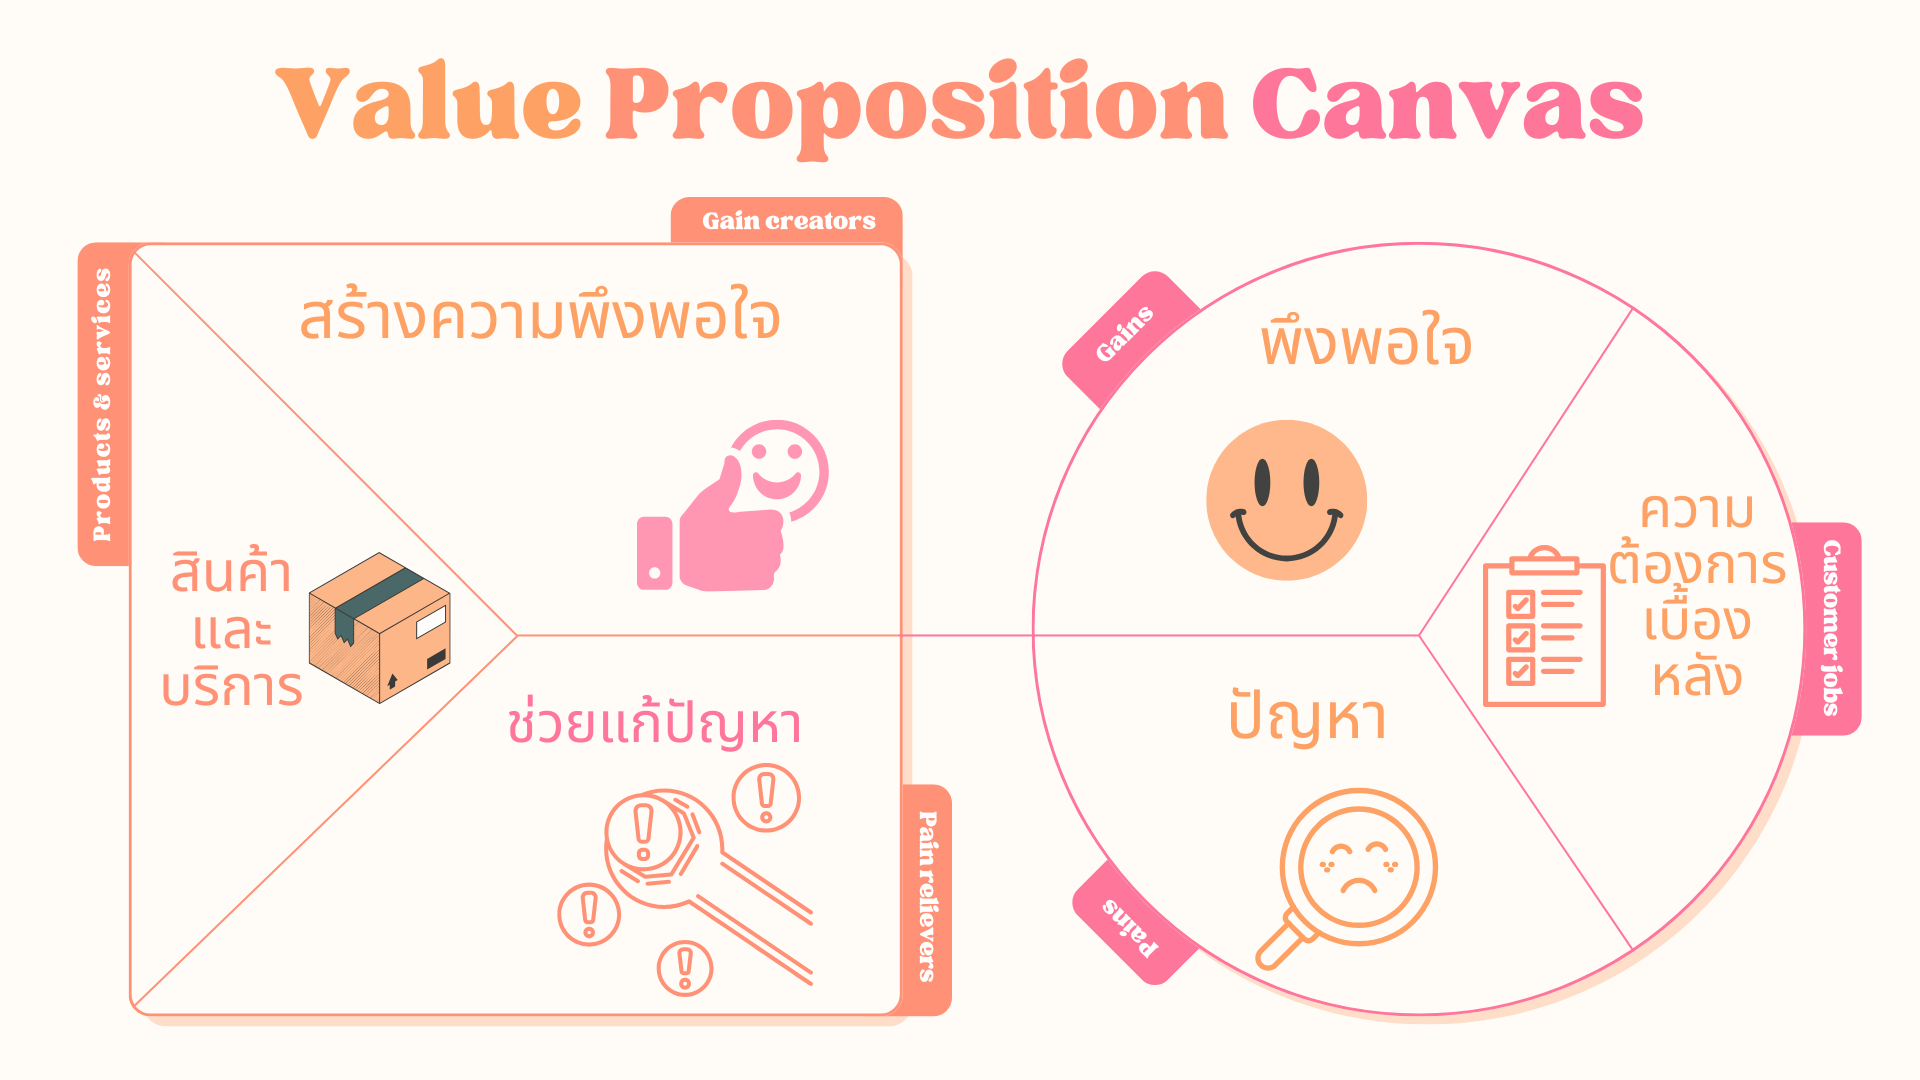 Value Proposition Canvas
Gain creators
Products & services
สร้างความพึงพอใจ
สินค้า
และ
บริการ
ช่วยแก้ปัญหา
Pain relievers
Gains
พึงพอใจ
ความ
ต้องการ
เบื้อง
หลัง
Customer jobs
ปัญหา
Pains